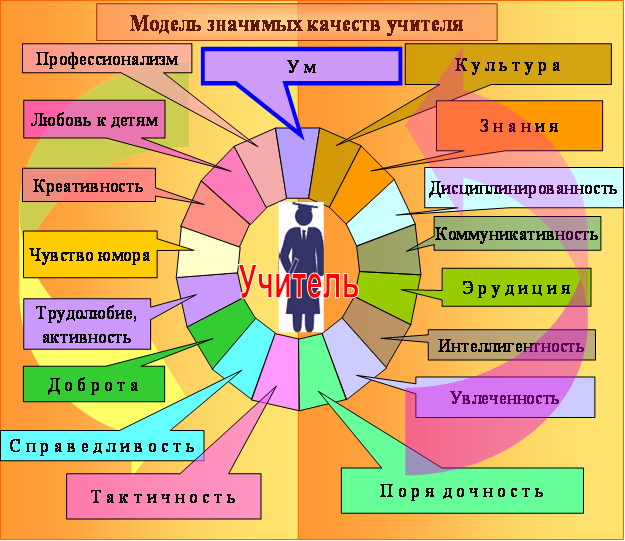 Модель значимых качеств учителя
Профессионализм
Ум
Культура
Любовь к детям
Знания
Креативность
Дисциплинированность
Чувство юмора
Коммуникативность
Учитель
Эрудиция
Трудолюбие,
активность
Интеллигентность
Доброта
Увлеченность
Справедливость
Тактичность
Порядочность